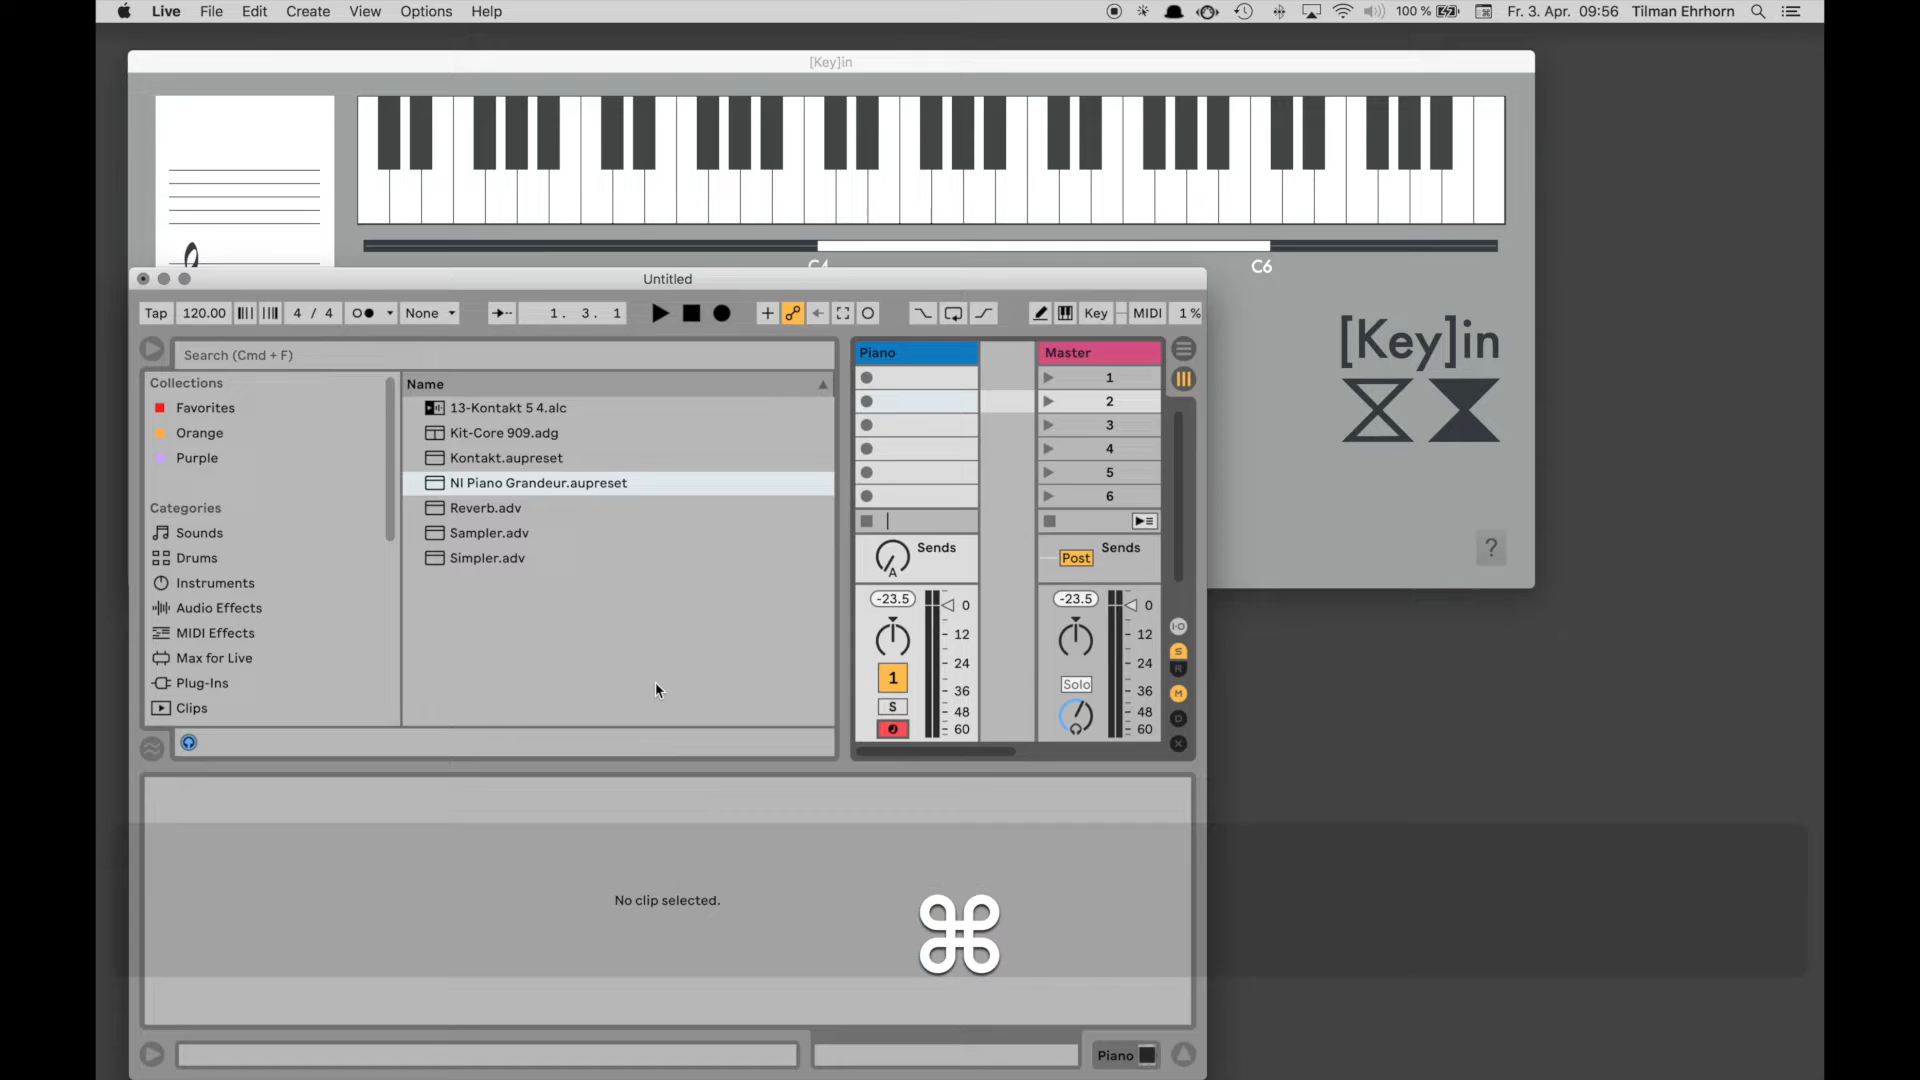 Live File Edit Create View Options Help 100 % Fr. 3. Apr. 09:56 Tilman Ehrhorn
[Key]in
C4 C6
Untitled
Tap 120.00 4 / 4 None 1. 3. 1 Key MIDI 1 %
Search (Cmd + F)
Collections
Favorites
Orange
Purple
Categories
Sounds
Drums
Instruments
Audio Effects
MIDI Effects
Max for Live
Plug-Ins
Clips
Name
13-Kontakt 5 4.alc
Kit-Core 909.adg
Kontakt.aupreset
NI Piano Grandeur.aupreset
Reverb.adv
Sampler.adv
Simpler.adv
Piano
Sends
A
-23.5
0
12
24
36
48
60
1
S
Master
1
2
3
4
5
6
Sends
Post
-23.5
0
12
24
36
48
60
Solo
I-O
S
R
M
D
X
[Key]in
?
No clip selected.
⌘
Piano